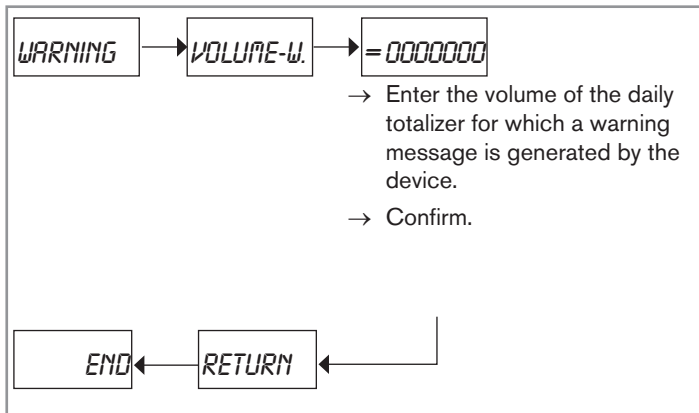 WARNING
VOLUME-W.
=0000000
→ Enter the volume of the daily
totalizer for which a warning
message is generated by the
device.
→ Confirm.
END
RETURN